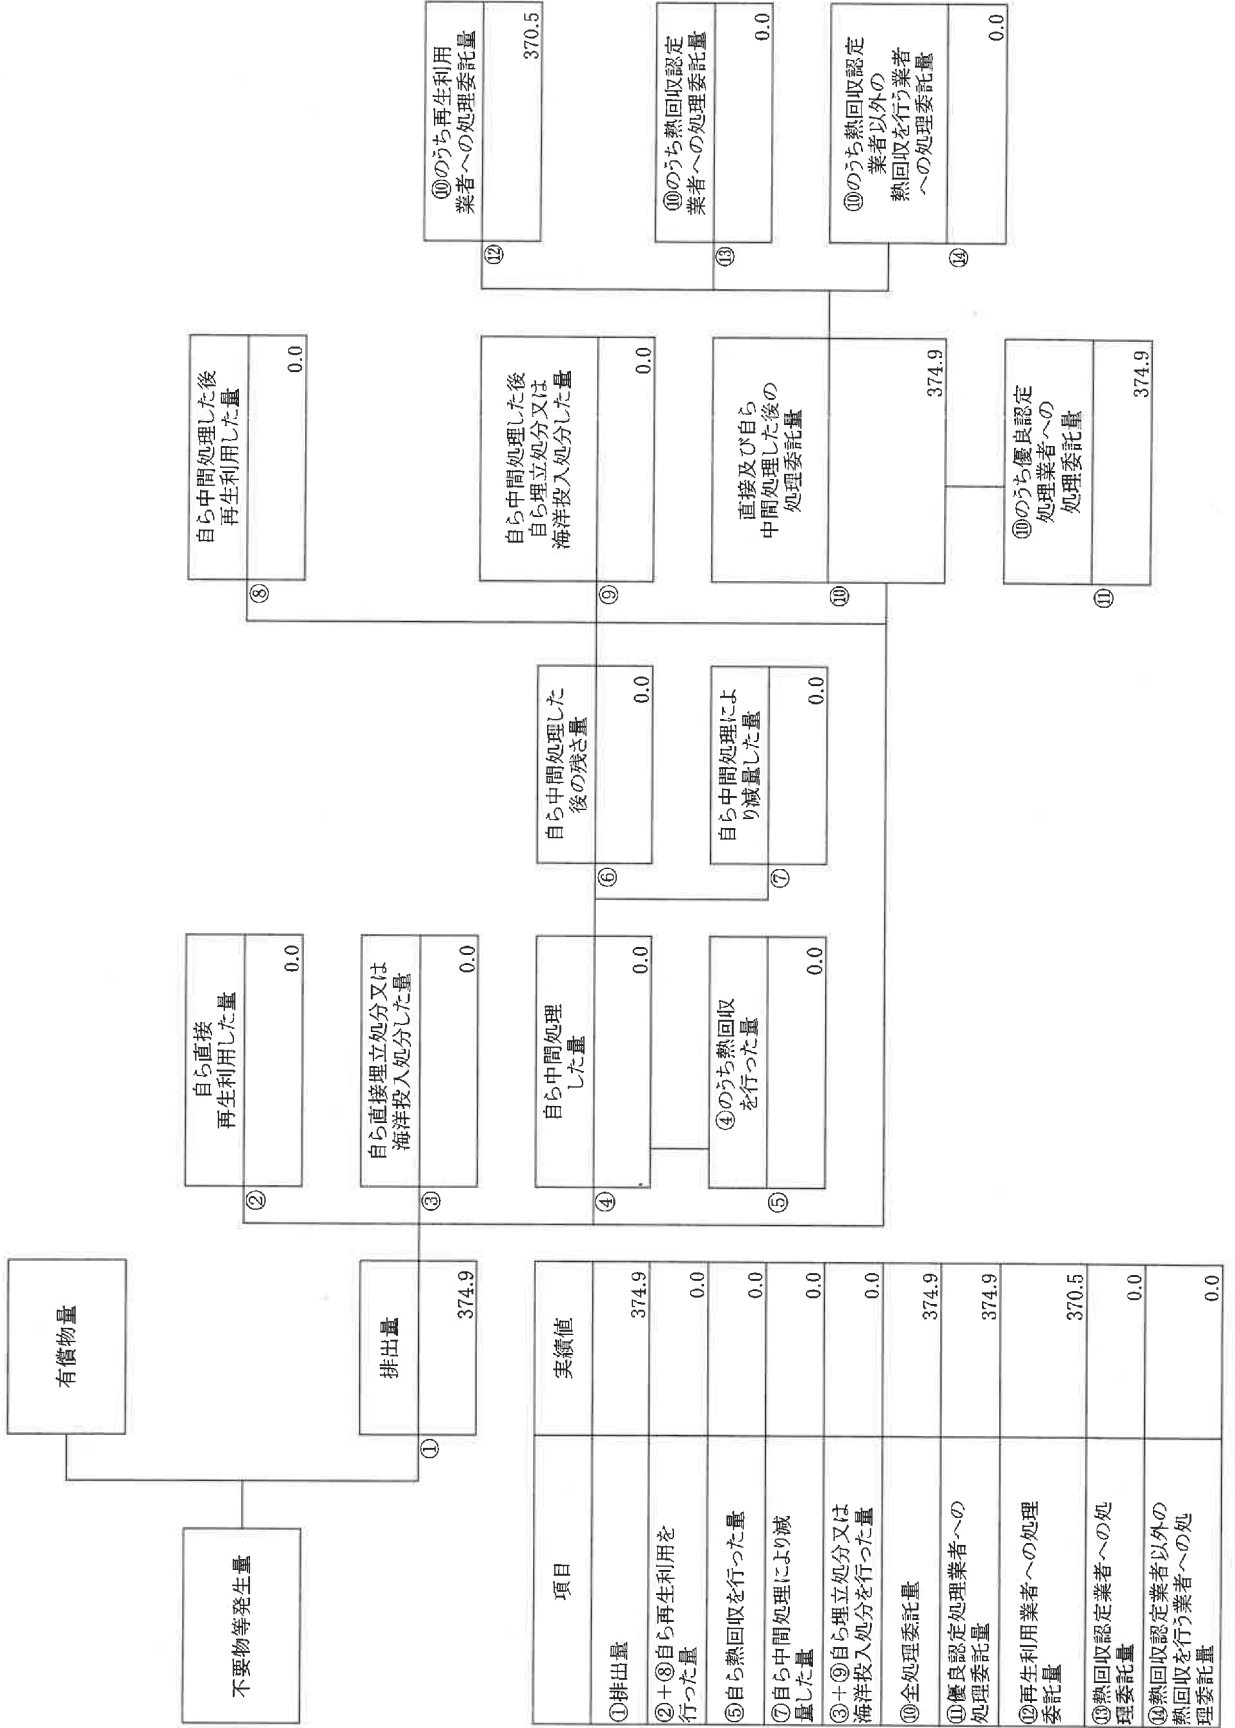 不要物等発生量
有償物量
①
排出量
374.9
②
自ら直接
再生利用した量
0.0
③
自ら直接埋立処分又は
海洋投入処分した量
0.0
④
自ら中間処理
した量
0.0
⑤
④のうち熱回収
を行った量
0.0
⑥
自ら中間処理した
後の残さ量
0.0
⑦
自ら中間処理によ
り減量した量
0.0
⑧
自ら中間処理した後
再生利用した量
0.0
⑨
自ら中間処理した後
自ら埋立処分又は
海洋投入処分した量
0.0
⑩
直接及び自ら
中間処理した後の
処理委託量
374.9
⑪
⑩のうち優良認定
処理業者への
処理委託量
374.9
⑫
⑩のうち再生利用
業者への処理委託量
370.5
⑬
⑩のうち熱回収認定
業者への処理委託量
0.0
⑭
⑩のうち熱回収認定
業者以外の
熱回収を行う業者
への処理委託量
0.0
項目 実績値
①排出量 374.9
②+⑧自ら再生利用を
行った量 0.0
⑤自ら熱回収を行った量 0.0
⑦自ら中間処理により減
量した量 0.0
③+⑨自ら埋立処分又は
海洋投入処分を行った量 0.0
⑩全処理委託量 374.9
⑪優良認定処理業者への
処理委託量 374.9
⑫再生利用業者への処理
委託量 370.5
⑬熱回収認定業者への処
理委託量 0.0
⑭熱回収認定業者以外の
熱回収を行う業者への処
理委託量 0.0